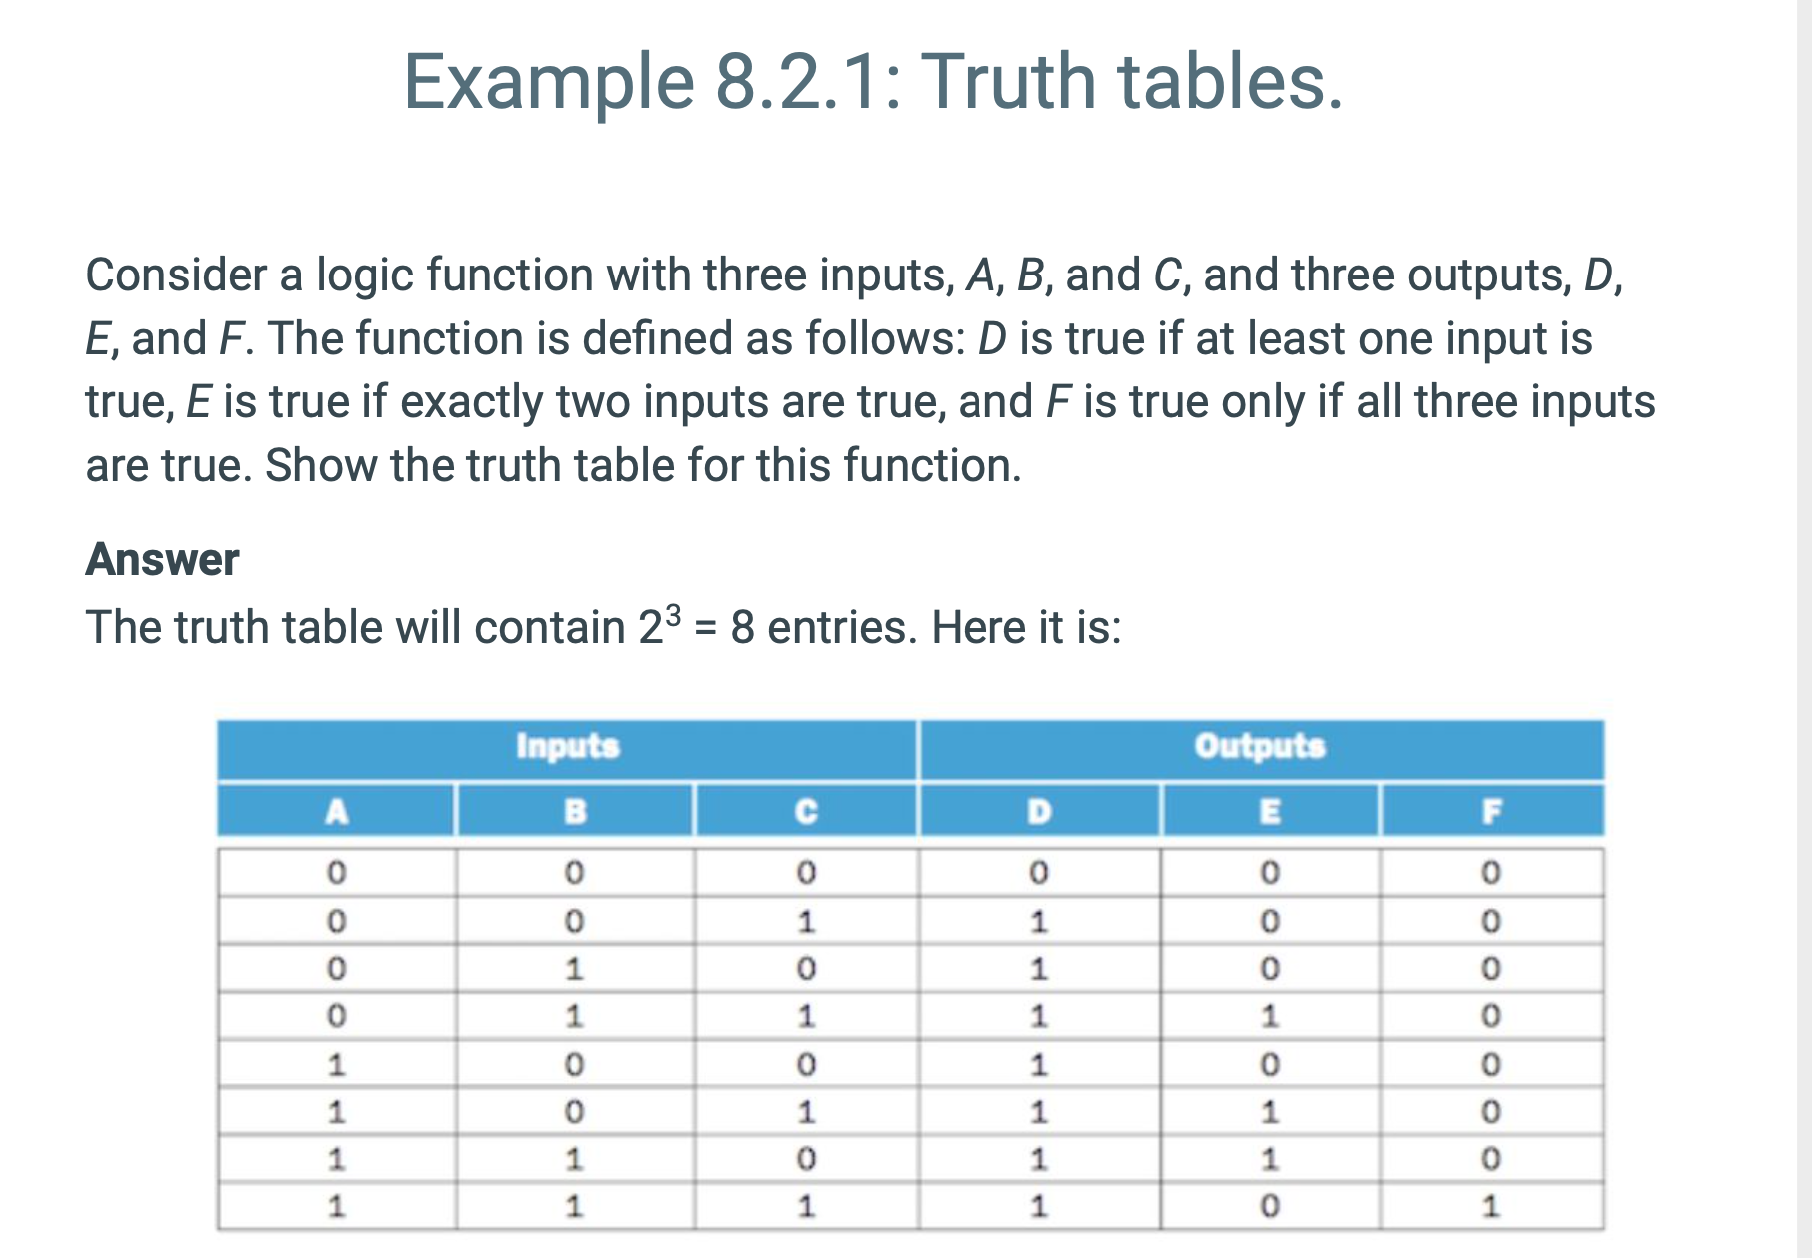 Example 8.2.1: Truth tables.
Consider a logic function with three inputs, A, B, and C, and three outputs, D,
E, and F. The function is defined as follows: D is true if at least one input is
true, E is true if exactly two inputs are true, and F is true only if all three inputs
are true. Show the truth table for this function.
Answer
The truth table will contain 2³ = 8 entries. Here it is:
Inputs Outputs
A B C D E F
0 0 0 0 0 0
0 0 1 1 0 0
0 1 0 1 0 0
0 1 1 1 1 0
1 0 0 1 0 0
1 0 1 1 1 0
1 1 0 1 1 0
1 1 1 1 0 1